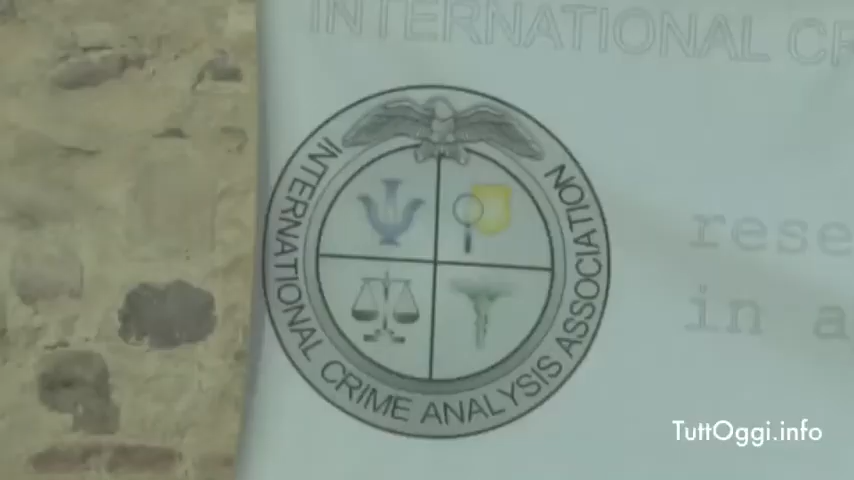 INTERNATIONAL CR
INTERNATIONAL CRIME ANALYSIS ASSOCIATION
rese
in a
TuttOggi.info